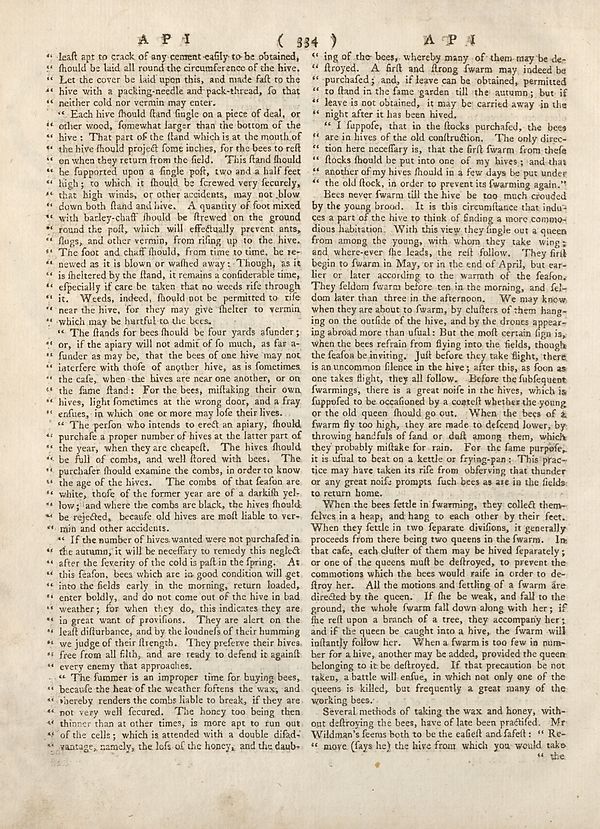 A P I ( 334 ) A P I
“ leaſt apt to crack of any cement eaſily to be obtained,
“ ſhould be laid all round the circumference of the hive.
“ Let the cover be laid upon this, and made faſt to the
“ hive with a packing-needle and pack-thread, ſo that
“ neither cold nor vermin may enter.
“ Each hive ſhould ſtand ſingle on a piece of deal, or
“ other wood, ſomewhat larger than the bottom of the
“ hive: That part of the ſtand which is at the mouth of
“ the hive ſhould project ſome inches, for the bees to reſt
“ on when they return from the field. This ſtand ſhould
“ be ſupported upon a ſingle poſt, two and a half feet
“ high; to which it ſhould be ſcrewed very ſecurely,
“ that high winds, or other accidents, may not blow
“ down both ſtand and hive. A quantity of ſoot mixed
“ with barley-chaff ſhould be ſtrewed on the ground
“ round the poſt, which will effectually prevent ants,
“ ſlugs, and other vermin, from riſing up to the hive.
“ The ſoot and chaff ſhould, from time to time, be re-
“ newed as it is blown or waſhed away: Though, as it
“ is ſheltered by the ſtand, it remains a conſiderable time,
“ eſpecially if care be taken that no weeds riſe through
“ it. Weeds, indeed, ſhould not be permitted to riſe
“ near the hive, for they may give ſhelter to vermin
“ which may be hurtful to the bees.
“ The ſtands for bees ſhould be four yards aſunder;
“ or, if the apiary will not admit of ſo much, as far a-
“ ſunder as may be, that the bees of one hive may not
“ interfere with thoſe of another hive, as is ſometimes
“ the caſe, when the hives are near one another, or on
“ the ſame ſtand: For the bees, miſtaking their own
“ hives, light ſometimes at the wrong door, and a fray
“ enſues, in which one or more may loſe their lives.
“ The perſon who intends to erect an apiary, ſhould
“ purchaſe a proper number of hives at the latter part of
“ the year, when they are cheapeſt. The hives ſhould
“ be full of combs, and well ſtored with bees. The
“ purchaſer ſhould examine the combs, in order to know
“ the age of the hives. The combs of that ſeaſon are
“ white, thoſe of the former year are of a darkiſh yel-
“ low; and where the combs are black, the hives ſhould
“ be rejected, becauſe old hives are moſt liable to ver-
“ min and other accidents.
“ If the number of hives wanted were not purchaſed in
“ the autumn, it will be neceſſary to remedy this neglect
“ after the ſeverity of the cold is paſt in the ſpring. At
“ this ſeaſon, bees which are in good condition will get
“ into the fields early in the morning, return loaded,
“ enter boldly, and do not come out of the hive in bad
“ weather; for when they do, this indicates they are
“ in great want of proviſions. They are alert on the
“ leaſt diſturbance, and by the loudneſs of their humming
“ we judge of their ſtrength. They preſerve their hives
“ free from all filth, and are ready to defend it againſt
“ every enemy that approaches.
“ The ſummer is an improper time for buying bees,
“ becauſe the heat of the weather ſoftens the wax, and
“ thereby renders the combs liable to break, if they are
“ not very well ſecured. The honey too being then
“ thinner than at other times, is more apt to run out
“ of the cells; which is attended with a double diſad-
“ vantage, namely, the loſs of the honey, and the daub-
“ ing of the bees, whereby many of them may be de-
“ ſtroyed. A firſt and ſtrong ſwarm may indeed be
“ purchaſed; and, if leave can be obtained, permitted
“ to ſtand in the ſame garden till the autumn; but if
“ leave is not obtained, it may be carried away in the
“ night after it has been hived.
“ I ſuppoſe, that in the ſtocks purchaſed, the bees
“ are in hives of the old conſtruction. The only direc-
“ tion here neceſſary is, that the firſt ſwarm from theſe
“ ſtocks ſhould be put into one of my hives; and that
“ another of my hives ſhould in a few days be put under
“ the old ſtock, in order to prevent its ſwarming again.”
Bees never ſwarm till the hive be too much crouded
by the young brood. It is this circumſtance that indu-
ces a part of the hive to think of finding a more commo-
dious habitation. With this view they ſingle out a queen
from among the young, with whom they take wing;
and where-ever ſhe leads, the reſt follow. They firſt
begin to ſwarm in May, or in the end of April, but ear-
lier or later according to the warmth of the ſeaſon.
They ſeldom ſwarm before ten in the morning, and ſel-
dom later than three in the afternoon. We may know
when they are about to ſwarm, by cluſters of them hang-
ing on the outſide of the hive, and by the drones appear-
ing abroad more than uſual: But the moſt certain ſign is,
when the bees refrain from flying into the fields, though
the ſeaſon be inviting. Juſt before they take flight, there
is an uncommon ſilence in the hive; after this, as ſoon as
one takes flight, they all follow. Before the ſubſequent
ſwarmings, there is a great noiſe in the hives, which is
ſuppoſed to be occaſioned by a conteſt whether the young
or the old queen ſhould go out. When the bees of a
ſwarm fly too high, they are made to deſcend lower, by
throwing handfuls of ſand or duſt among them, which
they probably miſtake for rain. For the ſame purpoſe,
it is uſual to beat on a kettle or frying-pan: This prac-
tice may have taken its riſe from obſerving that thunder
or any great noiſe prompts ſuch bees as are in the fields
to return home.
When the bees ſettle in ſwarming, they collect them-
ſelves in a heap, and hang to each other by their feet.
When they ſettle in two ſeparate diviſions, it generally
proceeds from there being two queens in the ſwarm. In
that caſe, each cluſter of them may be hived ſeparately;
or one of the queens muſt be deſtroyed, to prevent the
commotions which the bees would raiſe in order to de-
ſtroy her. All the motions and ſettling of a ſwarm are
directed by the queen. If ſhe be weak, and fall to the
ground, the whole ſwarm fall down along with her; if
ſhe reſt upon a branch of a tree, they accompany her;
and if the queen be caught into a hive, the ſwarm will
inſtantly follow her. When a ſwarm is too few in num-
ber for a hive, another may be added, provided the queen
belonging to it be deſtroyed. If that precaution be not
taken, a battle will enſue, in which not only one of the
queens is killed, but frequently a great many of the
working bees.
Several methods of taking the wax and honey, with-
out deſtroying the bees, have of late been practiſed. Mr
Wildman's ſeems both to be the eaſieſt and ſafeſt: “ Re-
“ move (ſays he) the hive from which you would take
“ the